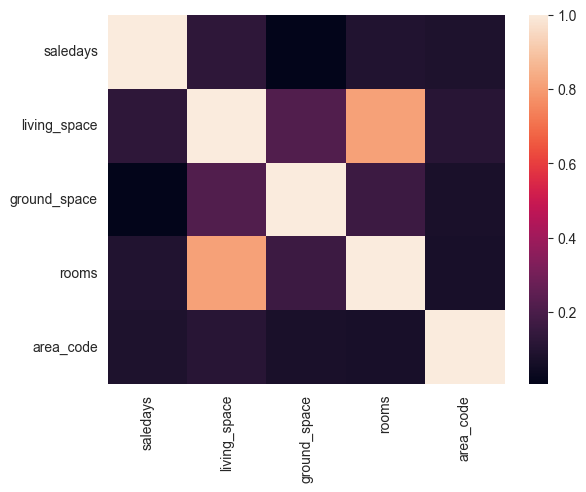 saledays
living_space
ground_space
rooms
area_code
saledays
living_space
ground_space
rooms
area_code
1.0
0.8
0.6
0.4
0.2